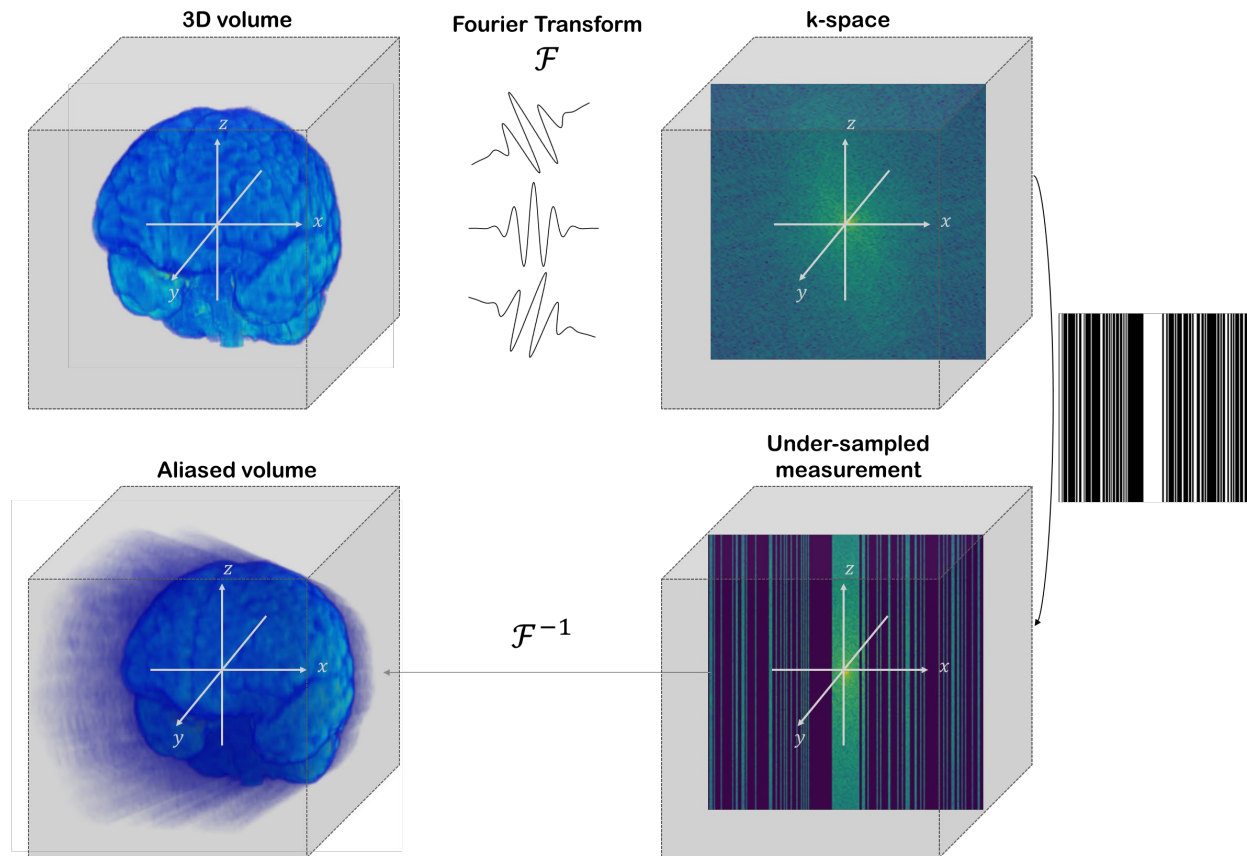 3D volume
Fourier Transform
ℱ
k-space
z
x
y
z
x
y
Aliased volume
Under-sampled
measurement
z
x
y
ℱ⁻¹
z
x
y